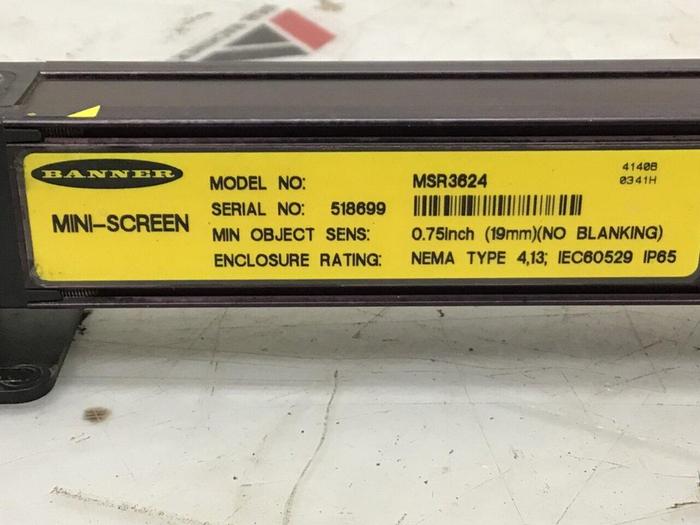 BANNER
MINI-SCREEN
MODEL NO: MSR3624
SERIAL NO: 518699
MIN OBJECT SENS: 0.75inch (19mm)(NO BLANKING)
ENCLOSURE RATING: NEMA TYPE 4,13; IEC60529 IP65
41408
0341H